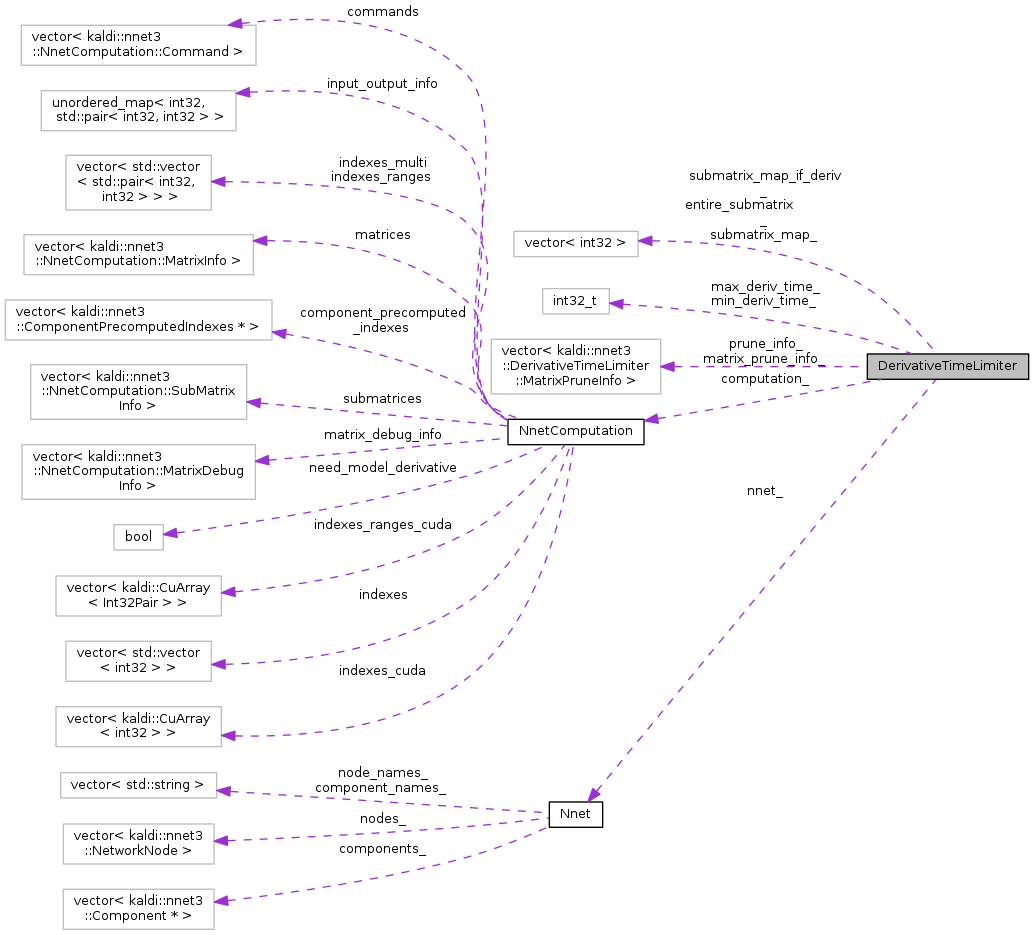 commands
vector< kaldi::nnet3
::NnetComputation::Command >
input_output_info
unordered_map< int32,
std::pair< int32, int32 > >
indexes_multi
indexes_ranges
vector< std::vector
< std::pair< int32,
int32 > > >
matrices
vector< kaldi::nnet3
::NnetComputation::MatrixInfo >
component_precomputed
_indexes
vector< kaldi::nnet3
::ComponentPrecomputedIndexes * >
submatrices
vector< kaldi::nnet3
::NnetComputation::SubMatrix
Info >
matrix_debug_info
vector< kaldi::nnet3
::NnetComputation::MatrixDebug
Info >
need_model_derivative
bool
indexes_ranges_cuda
vector< kaldi::CuArray
< Int32Pair > >
indexes
vector< std::vector
< int32 > >
indexes_cuda
vector< kaldi::CuArray
< int32 > >
submatrix_map_if_deriv
_
entire_submatrix
_
submatrix_map_
vector< int32 >
max_deriv_time_
min_deriv_time_
int32_t
prune_info_
matrix_prune_info_
vector< kaldi::nnet3
::DerivativeTimeLimiter
::MatrixPruneInfo >
computation_
NnetComputation
DerivativeTimeLimiter
nnet_
Nnet
node_names_
component_names_
vector< std::string >
nodes_
vector< kaldi::nnet3
::NetworkNode >
components_
vector< kaldi::nnet3
::Component * >